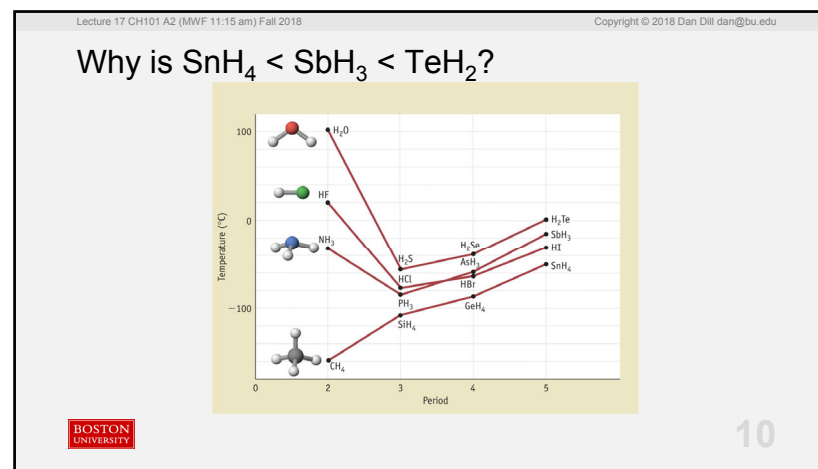 Lecture 17 CH101 A2 (MWF 11:15 am) Fall 2018
Copyright © 2018 Dan Dill dan@bu.edu
Why is SnH₄ < SbH₃ < TeH₂?
100
H₂O
HF
0
H₂Te
NH₃
SbH₃
H₂Se
HI
H₂S
AsH₃
SnH₄
HCl
HBr
−100
PH₃
GeH₄
SiH₄
CH₄
Temperature (°C)
0
2
3
4
5
Period
BOSTON
UNIVERSITY
10